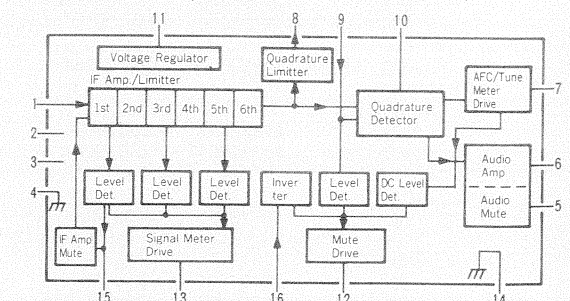 11
8
9
10
Voltage Regulator
Quadrature
Limitter
AFC/Tune
Meter
Drive
7
IF Amp./Limitter
1
1st 2nd 3rd 4th 5th 6th
Quadrature
Detector
2
3
4
Level
Det.
Level
Det.
Level
Det.
Inver
ter
Level
Det.
DC Level
Det.
Audio
Amp
6
Audio
Mute
5
IF Amp
Mute
Signal Meter
Drive
Mute
Drive
15
13
16
12
14